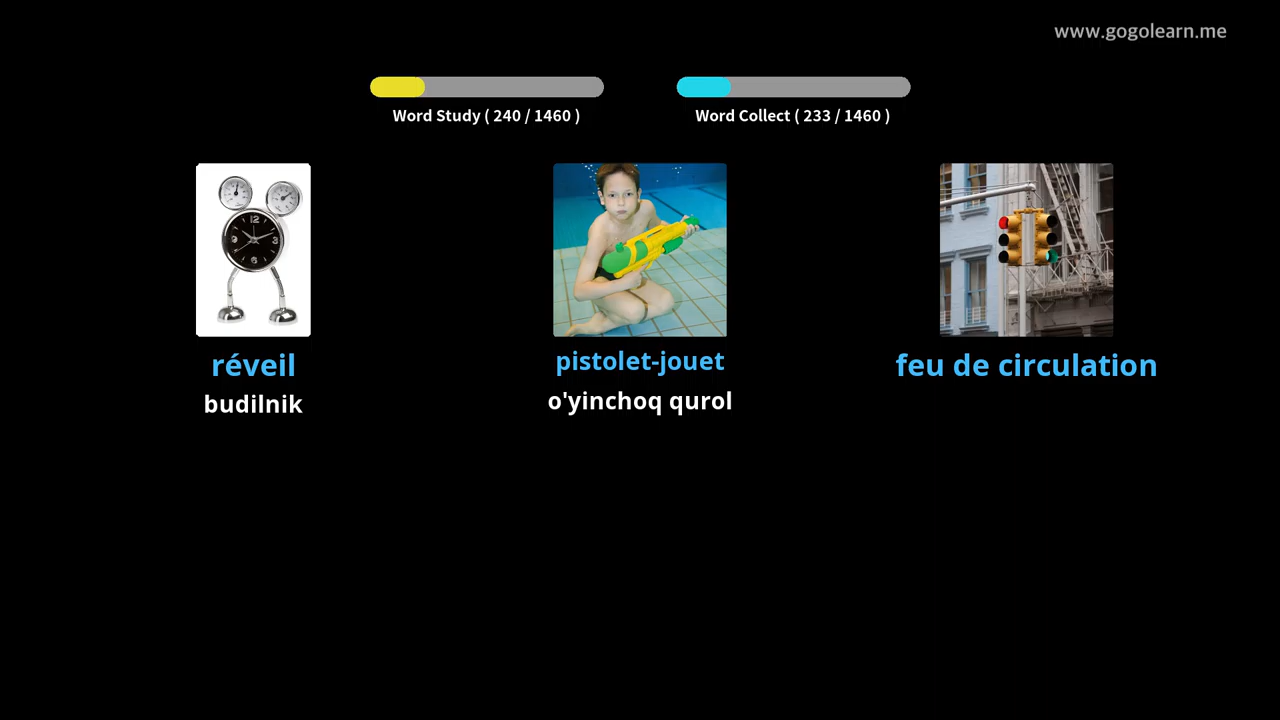 www.gogolearn.me
Word Study ( 240 / 1460 )
Word Collect ( 233 / 1460 )
réveil
budilnik
pistolet-jouet
o'yinchoq qurol
feu de circulation